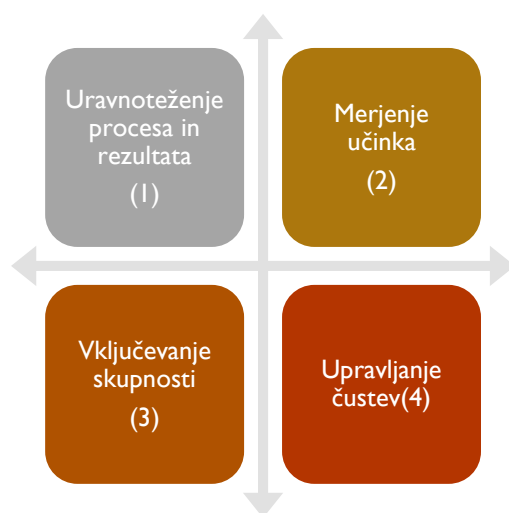 Uravnoteženje
procesa in
rezultata
(1)
Merjenje
učinka
(2)
Vključevanje
skupnosti
(3)
Upravljanje
čustev(4)